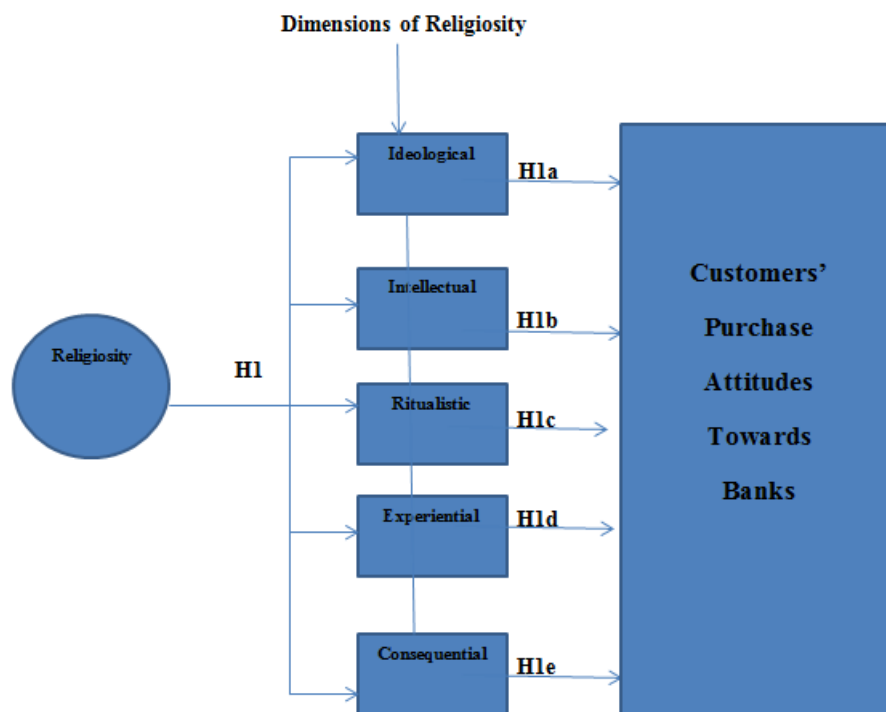 Dimensions of Religiosity
Ideological
H1a
Intellectual
H1b
Religiosity
H1
Ritualistic
H1c
Experiential
H1d
Consequential
H1e
Customers’
Purchase
Attitudes
Towards
Banks